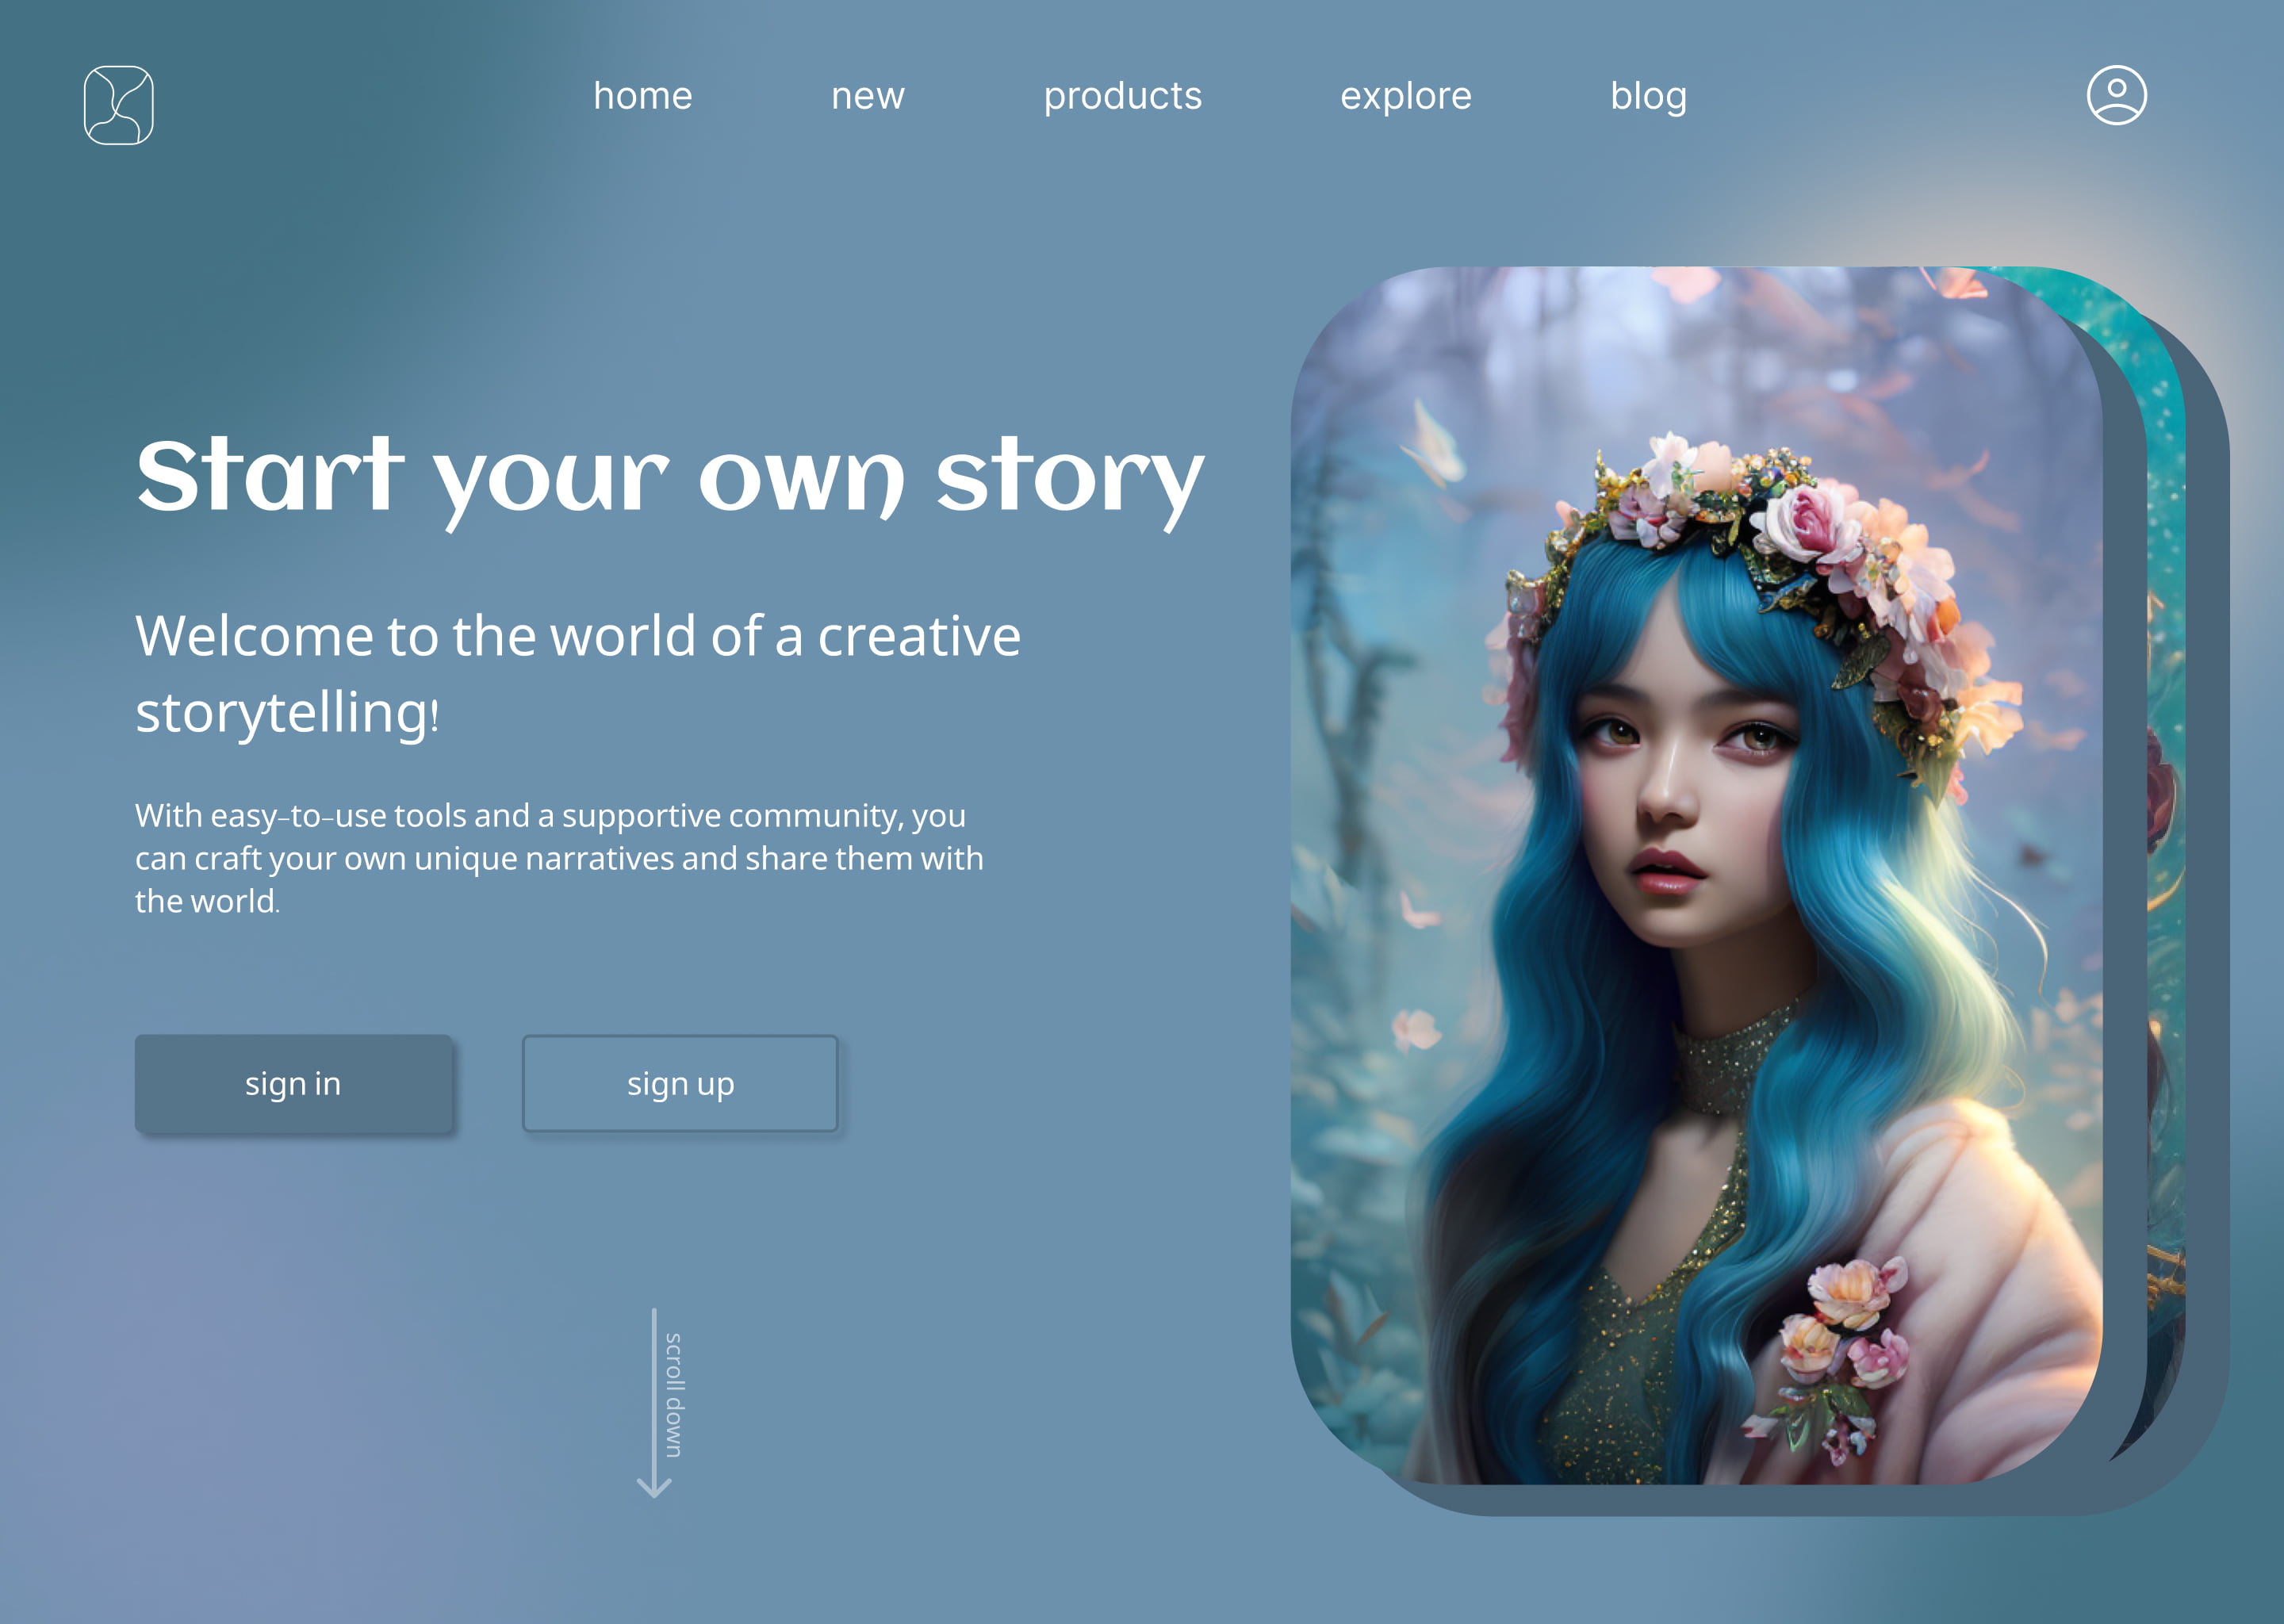 home new products explore blog
Start your own story
Welcome to the world of a creative
storytelling!
With easy-to-use tools and a supportive community, you
can craft your own unique narratives and share them with
the world.
sign in
sign up
scroll down